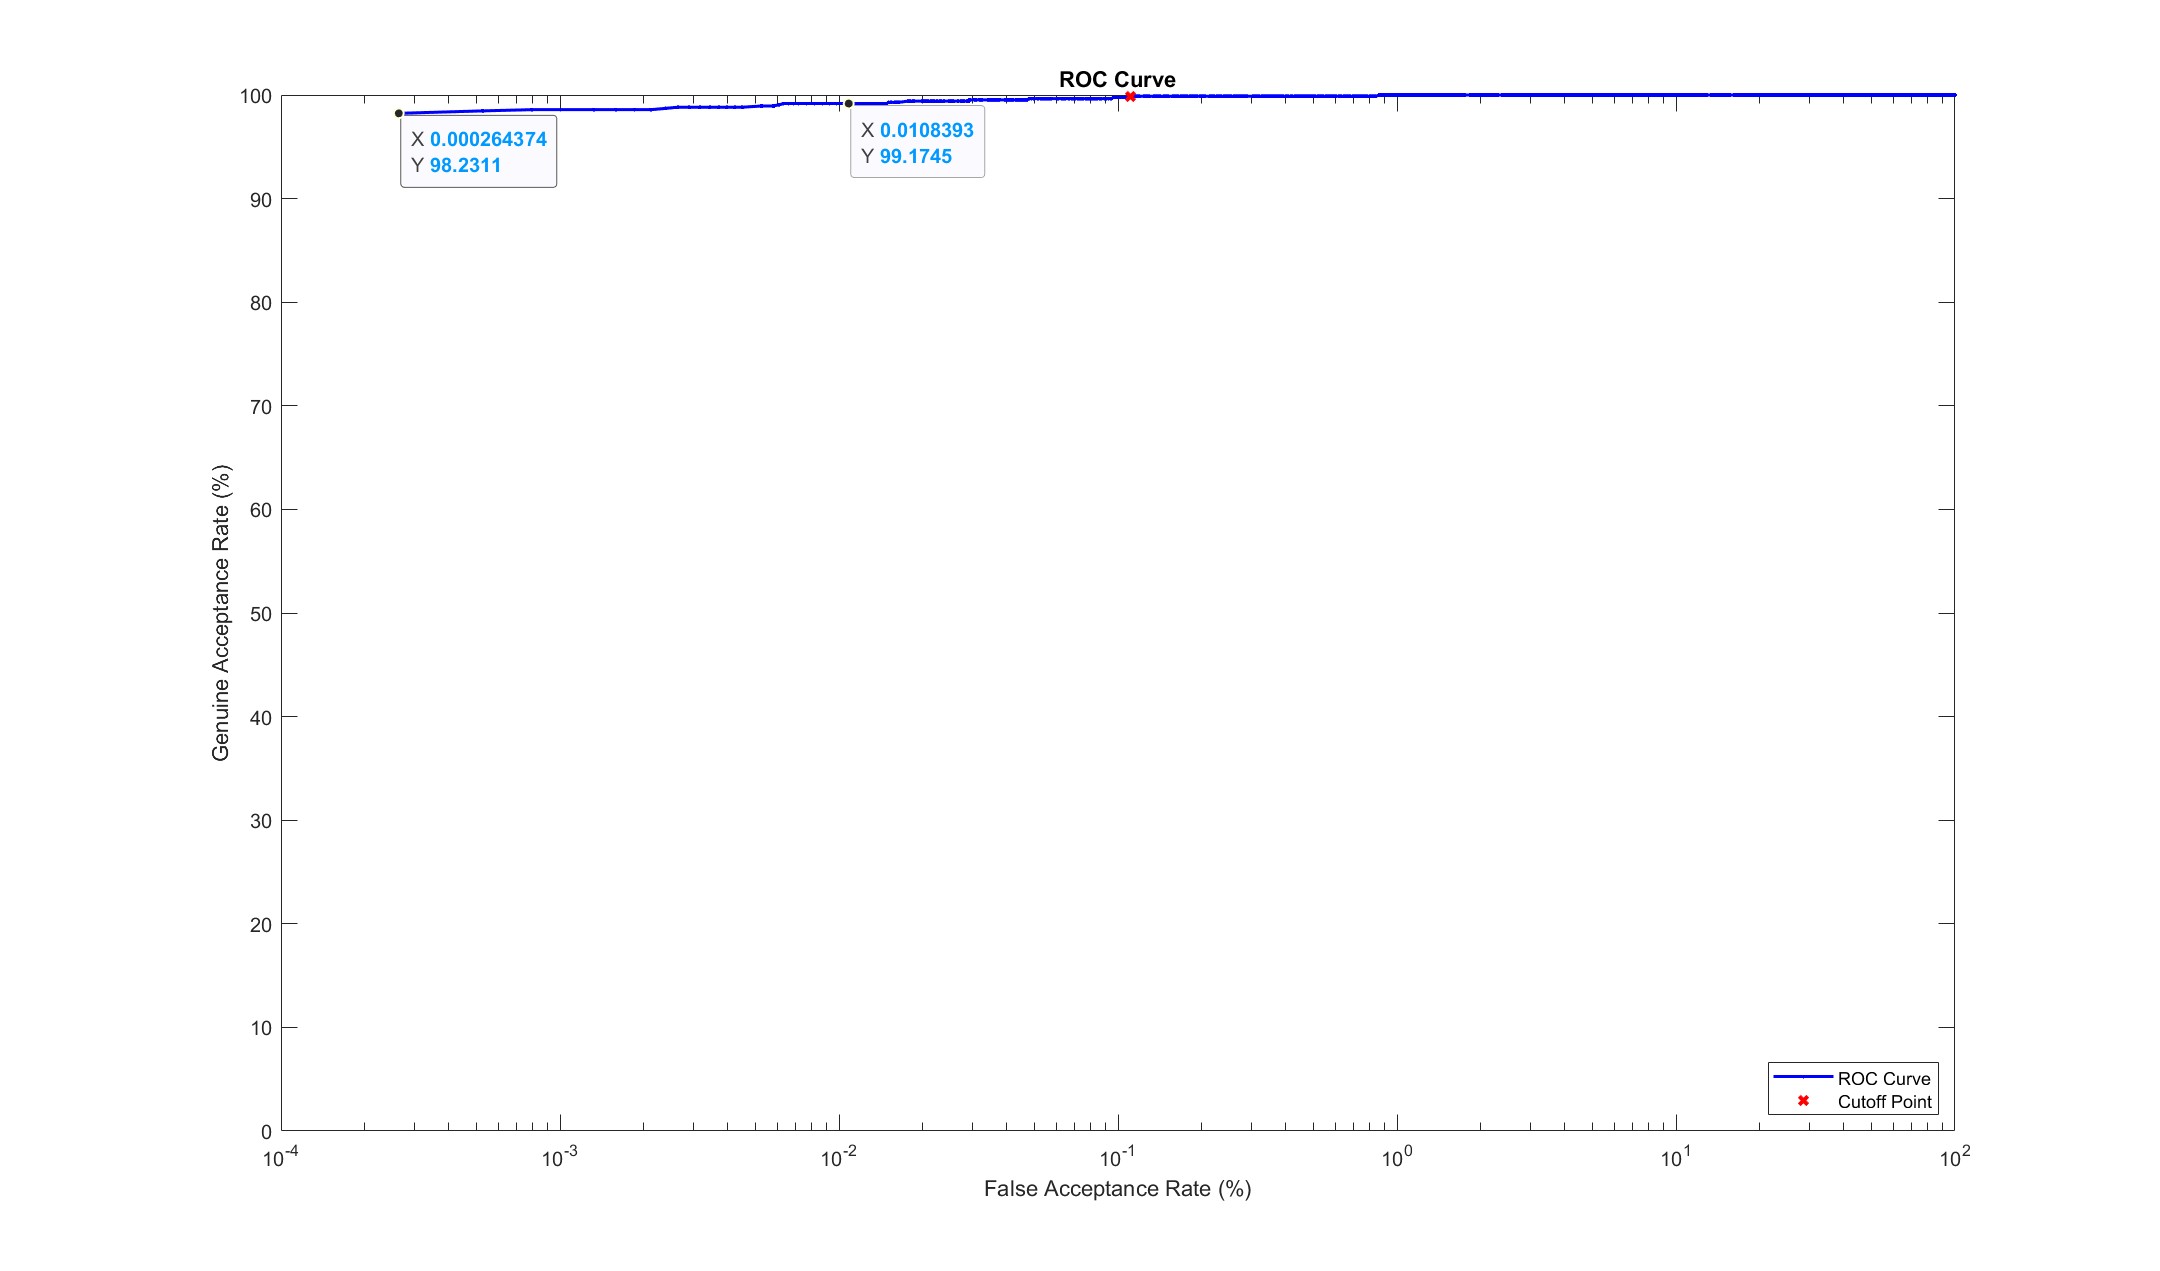 ROC Curve
100
90
80
70
60
50
40
30
20
10
0
Genuine Acceptance Rate (%)
X 0.000264374
Y 98.2311
X 0.0108393
Y 99.1745
ROC Curve
Cutoff Point
10-4 10-3 10-2 10-1 100 101 102
False Acceptance Rate (%)